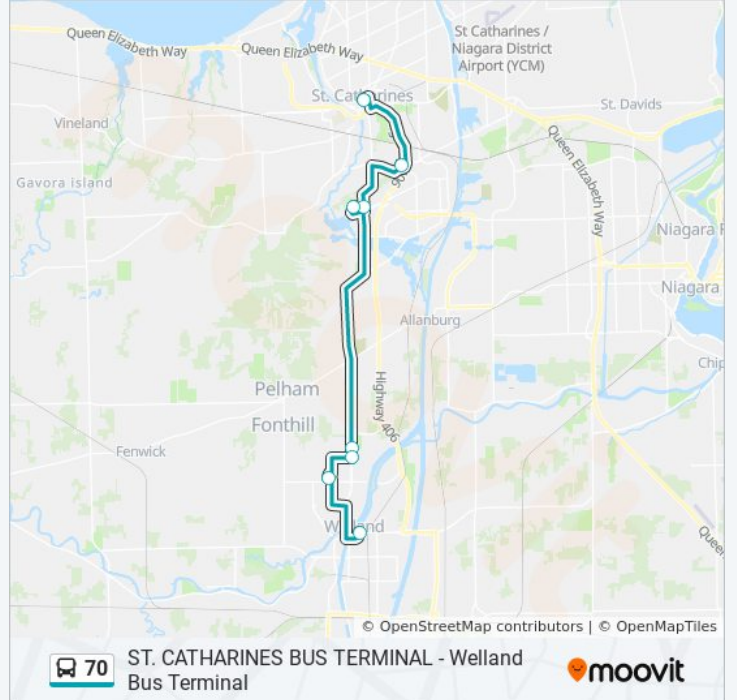 Queen Elizabeth Way
Queen Elizabeth Way
St Catharines /
Niagara District
Airport (YCM)
St. Catharines
St. Davids
Vineland
Queen Elizabeth Way
Gavora island
Niagara
Niagara
Allanburg
Chip
Highway 406
Pelham
Fonthill
Fenwick
Welland
Queen
© OpenStreetMap contributors | © OpenMapTiles
70
ST. CATHARINES BUS TERMINAL - Welland
Bus Terminal
moovit